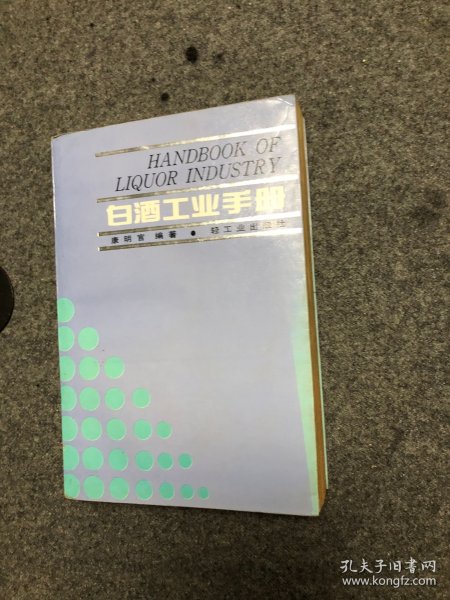 HANDBOOK OF
LIQUOR INDUSTRY
白酒工业手册
康明官 编著 • 轻工业出版社
孔夫子旧书网
www.kongfz.com